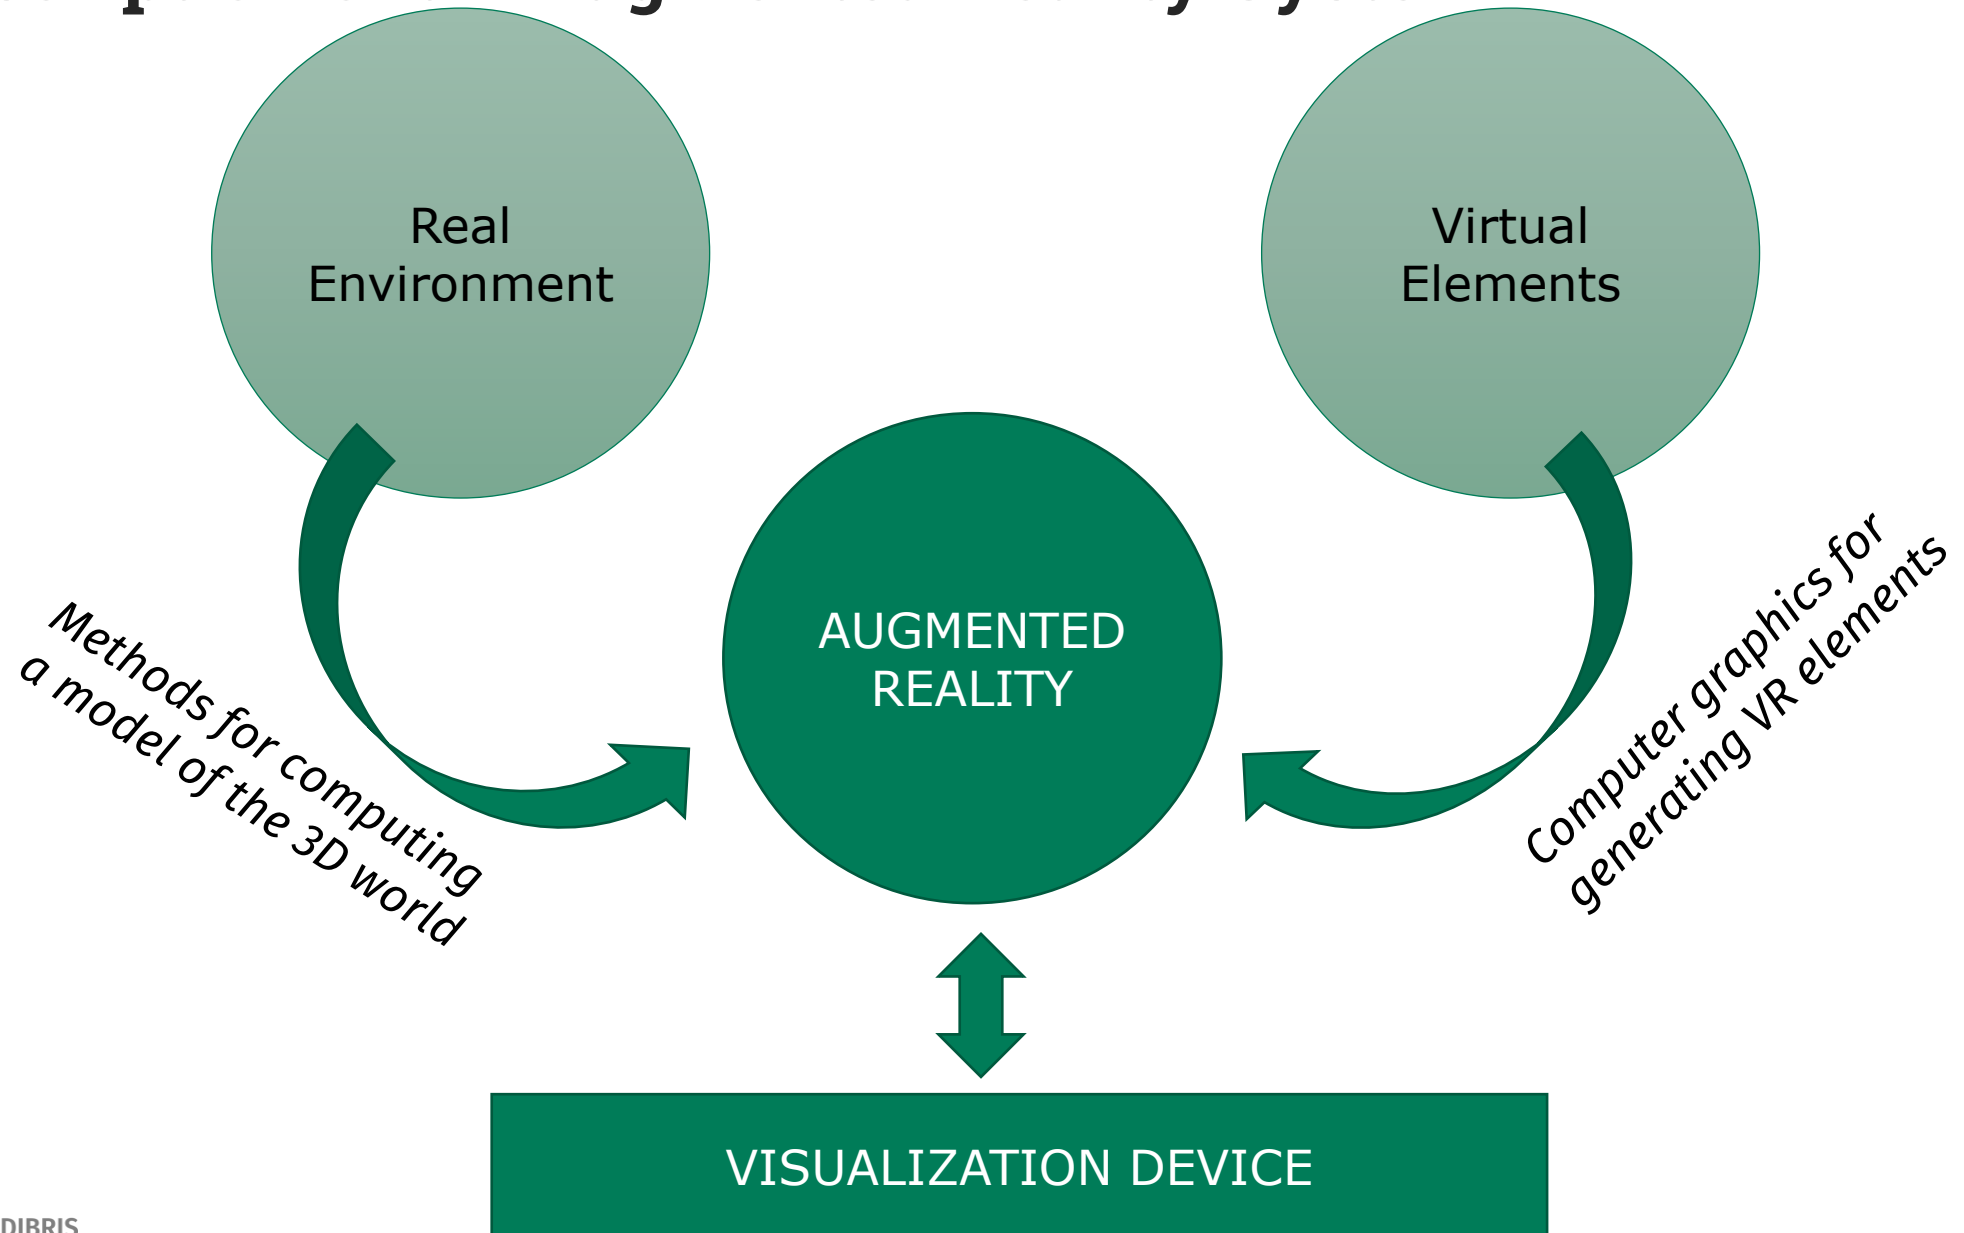 Real
Environment
Virtual
Elements
AUGMENTED
REALITY
Methods for computing
a model of the 3D world
Computer graphics for
generating VR elements
VISUALIZATION DEVICE
DIBRIS